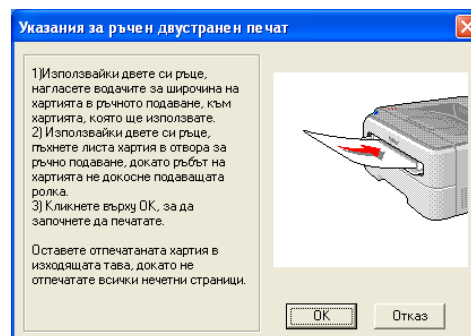 Указания за ръчен двустранен печат
1)Използвайки двете си ръце,
нагласете водачите за широчина на
хартията в ръчното подаване, към
хартията, която ще използвате.
2) Използвайки двете си ръце,
пъхнете листа хартия в отвора за
ръчно подаване, докато ръбът на
хартията не докосне подаващата
ролка.
3) Кликнете върху ОК, за да
започнете да печатате.
Оставете отпечатаната хартия в
изходящата тава, докато не
отпечатате всички нечетни страници.
OK
Отказ